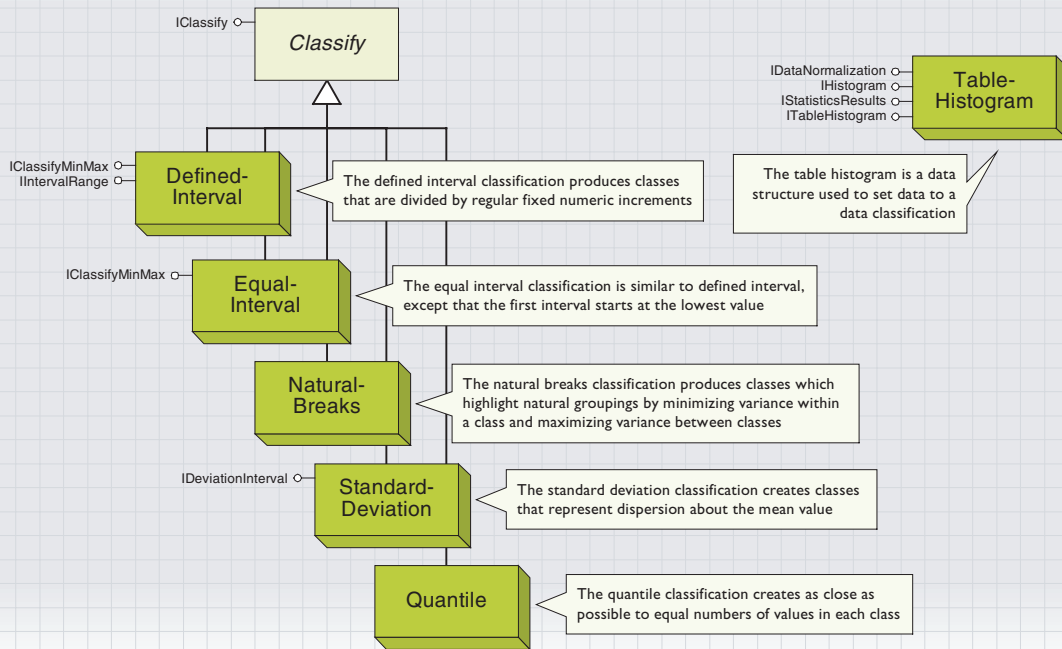 IClassify
Classify
IDataNormalization
IHistogram
IStatisticsResults
ITableHistogram
Table-
Histogram
The table histogram is a data
structure used to set data to a
data classification
IClassifyMinMax
IIntervalRange
Defined-
Interval
The defined interval classification produces classes
that are divided by regular fixed numeric increments
IClassifyMinMax
Equal-
Interval
The equal interval classification is similar to defined interval,
except that the first interval starts at the lowest value
Natural-
Breaks
The natural breaks classification produces classes which
highlight natural groupings by minimizing variance within
a class and maximizing variance between classes
IDeviationInterval
Standard-
Deviation
The standard deviation classification creates classes
that represent dispersion about the mean value
Quantile
The quantile classification creates as close as
possible to equal numbers of values in each class